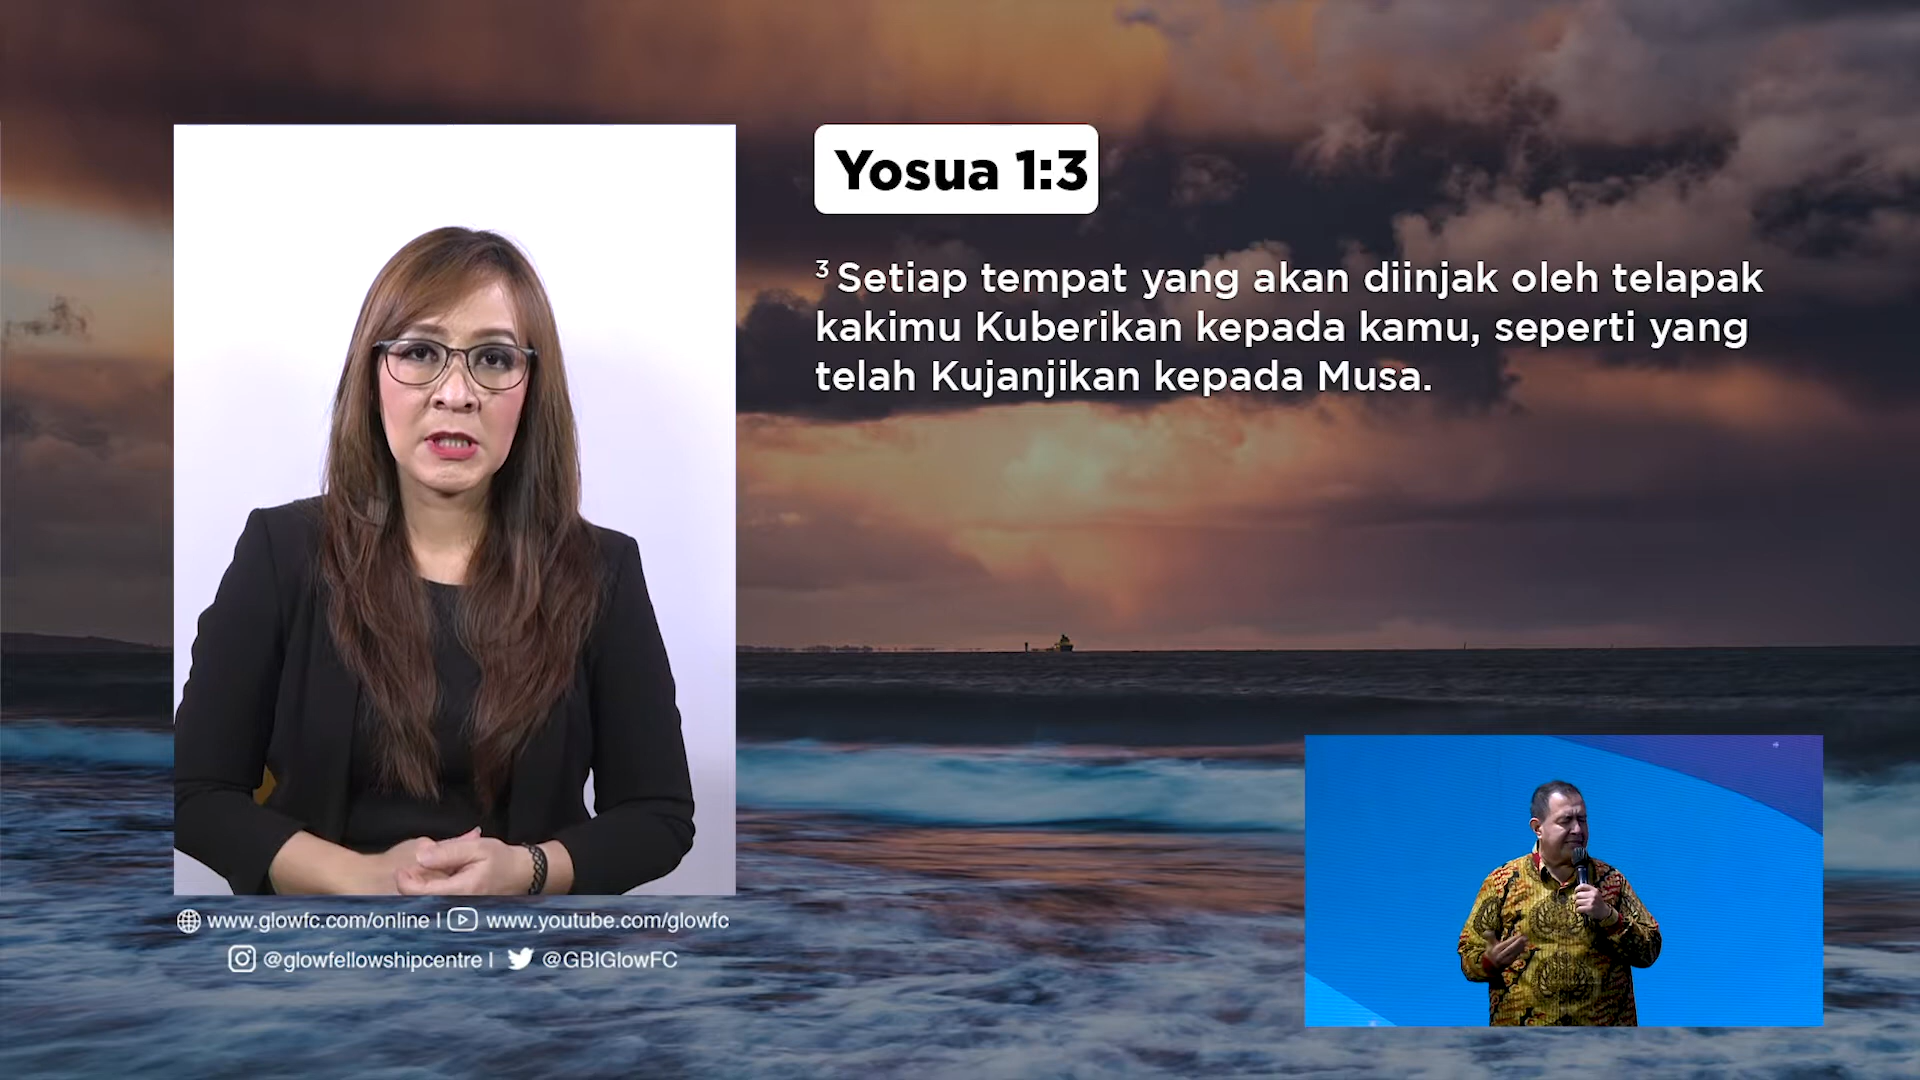 Yosua 1:3
3 Setiap tempat yang akan diinjak oleh telapak
kakimu Kuberikan kepada kamu, seperti yang
telah Kujanjikan kepada Musa.
www.glowfc.com/online | www.youtube.com/glowfc
@glowfellowshipcentre | @GBIGlowFC